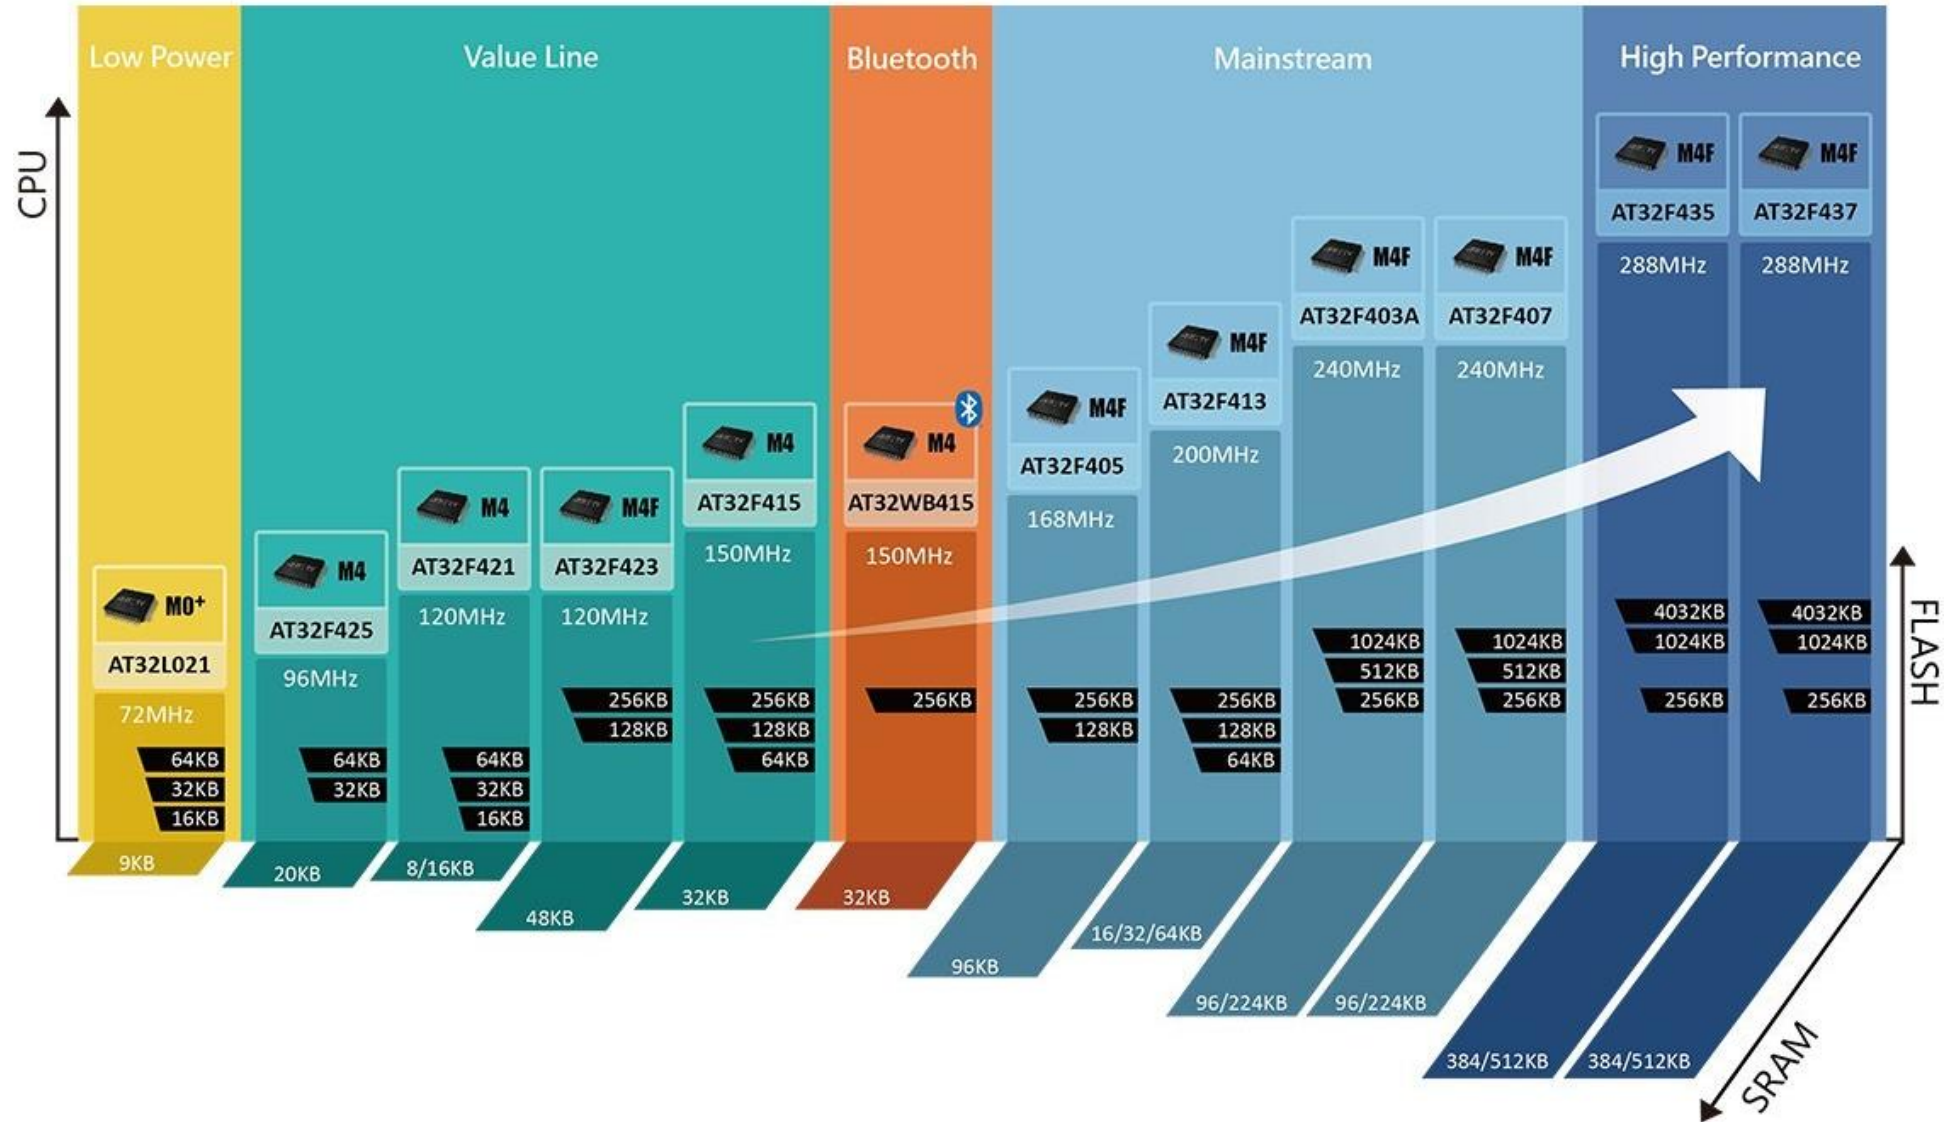 Low Power
Value Line
Bluetooth
Mainstream
High Performance
CPU
M0+
AT32L021
72MHz
64KB
32KB
16KB
9KB
M4
AT32F425
96MHz
64KB
32KB
20KB
M4
AT32F421
120MHz
64KB
32KB
16KB
8/16KB
M4F
AT32F423
120MHz
256KB
128KB
48KB
M4
AT32F415
150MHz
256KB
128KB
64KB
32KB
M4
AT32WB415
150MHz
256KB
32KB
M4F
AT32F405
168MHz
256KB
128KB
96KB
M4F
AT32F413
200MHz
256KB
128KB
64KB
16/32/64KB
M4F
AT32F403A
240MHz
1024KB
512KB
256KB
96/224KB
M4F
AT32F407
240MHz
1024KB
512KB
256KB
96/224KB
M4F
AT32F435
288MHz
4032KB
1024KB
256KB
384/512KB
M4F
AT32F437
288MHz
4032KB
1024KB
256KB
384/512KB
FLASH
SRAM